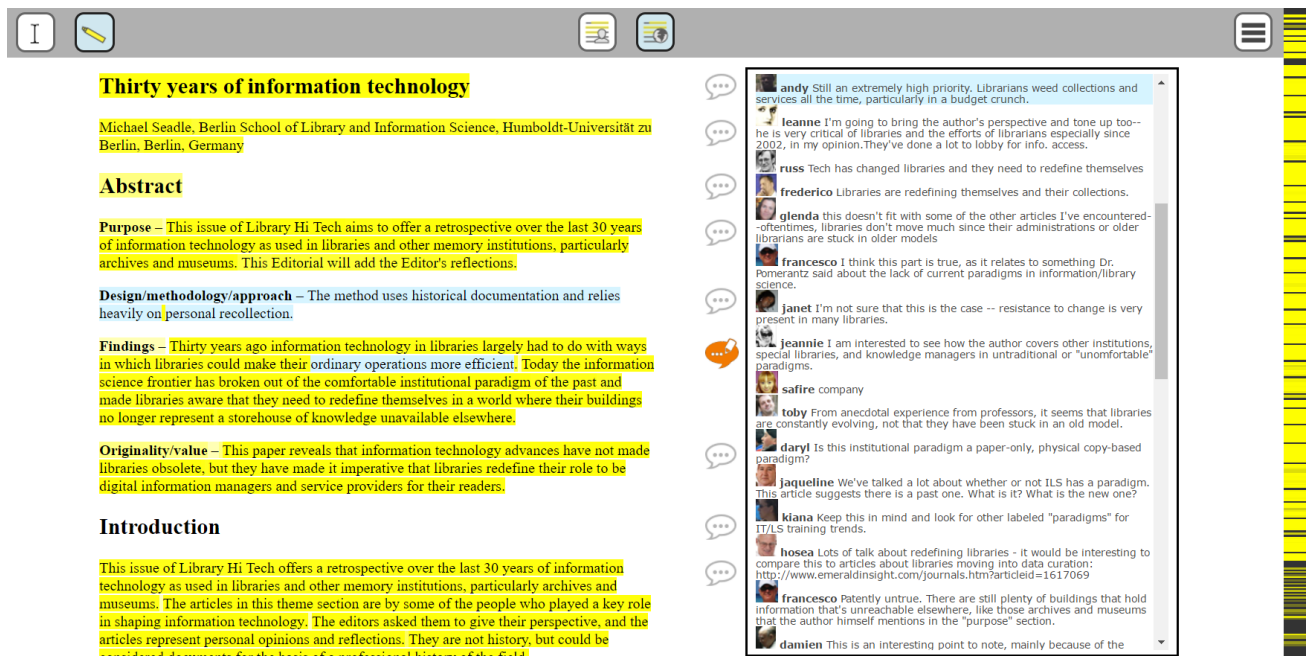 Thirty years of information technology
Michael Seadle, Berlin School of Library and Information Science, Humboldt-Universität zu
Berlin, Berlin, Germany
Abstract
Purpose – This issue of Library Hi Tech aims to offer a retrospective over the last 30 years
of information technology as used in libraries and other memory institutions, particularly
archives and museums. This Editorial will add the Editor's reflections.
Design/methodology/approach – The method uses historical documentation and relies
heavily on personal recollection.
Findings – Thirty years ago information technology in libraries largely had to do with ways
in which libraries could make their ordinary operations more efficient. Today the information
science frontier has broken out of the comfortable institutional paradigm of the past and
made libraries aware that they need to redefine themselves in a world where their buildings
no longer represent a storehouse of knowledge unavailable elsewhere.
Originality/value – This paper reveals that information technology advances have not made
libraries obsolete, but they have made it imperative that libraries redefine their role to be
digital information managers and service providers for their readers.
Introduction
This issue of Library Hi Tech offers a retrospective over the last 30 years of information
technology as used in libraries and other memory institutions, particularly archives and
museums. The articles in this theme section are by some of the people who played a key role
in shaping information technology. The editors asked them to give their perspective, and the
articles represent personal opinions and reflections. They are not history, but could be
considered documents for the basis of a professional history of the field.
andy Still an extremely high priority. Librarians weed collections and
services all the time, particularly in a budget crunch.
leanne I'm going to bring the author's perspective and tone up too--
he is very critical of libraries and the efforts of librarians especially since
2002, in my opinion.They've done a lot to lobby for info. access.
russ Tech has changed libraries and they need to redefine themselves
frederico Libraries are redefining themselves and their collections.
glenda this doesn't fit with some of the other articles I've encountered-
-oftentimes, libraries don't move much since their administrations or older
librarians are stuck in older models
francesco I think this part is true, as it relates to something Dr.
Pomerantz said about the lack of current paradigms in information/library
science.
janet I'm not sure that this is the case -- resistance to change is very
present in many libraries.
jeannie I am interested to see how the author covers other institutions,
special libraries, and knowledge managers in untraditional or "unomfortable"
paradigms.
safire company
toby From anecdotal experience from professors, it seems that libraries
are constantly evolving, not that they have been stuck in an old model.
daryl Is this institutional paradigm a paper-only, physical copy-based
paradigm?
jaqueline We've talked a lot about whether or not ILS has a paradigm.
This article suggests there is a past one. What is it? What is the new one?
kiana Keep this in mind and look for other labeled "paradigms" for
IT/LS training trends.
hosea Lots of talk about redefining libraries - it would be interesting to
compare this to articles about libraries moving into data curation:
http://www.emeraldinsight.com/journals.htm?articleid=1617069
francesco Patently untrue. There are still plenty of buildings that hold
information that's unreachable elsewhere, like those archives and museums
that the author himself mentions in the "purpose" section.
damien This is an interesting point to note, mainly because of the